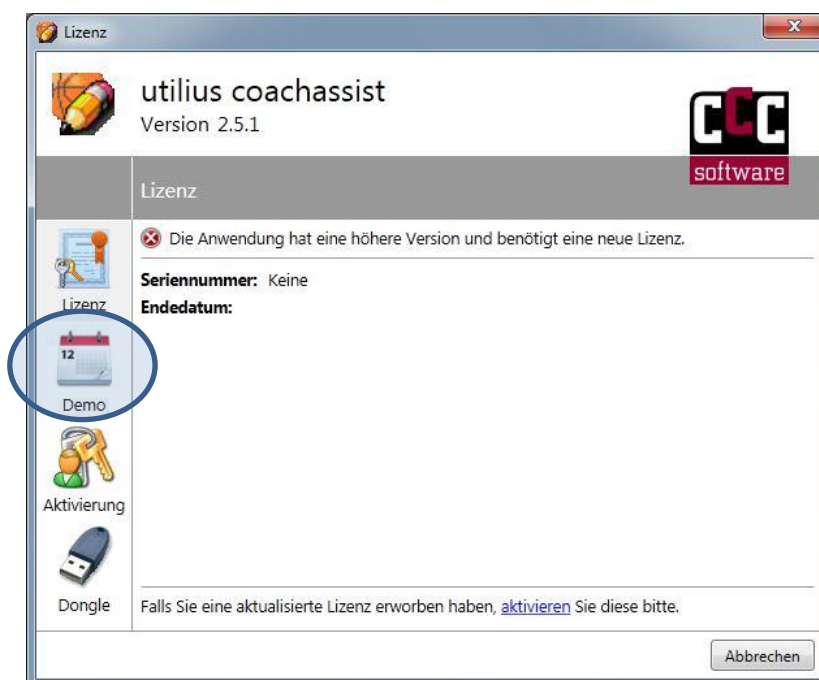 Lizenz
utilius coachassist
Version 2.5.1
CCC
software
Lizenz
Die Anwendung hat eine höhere Version und benötigt eine neue Lizenz.
Seriennummer: Keine
Endedatum:
Lizenz
12
Demo
Aktivierung
Dongle
Falls Sie eine aktualisierte Lizenz erworben haben, aktivieren Sie diese bitte.
Abbrechen